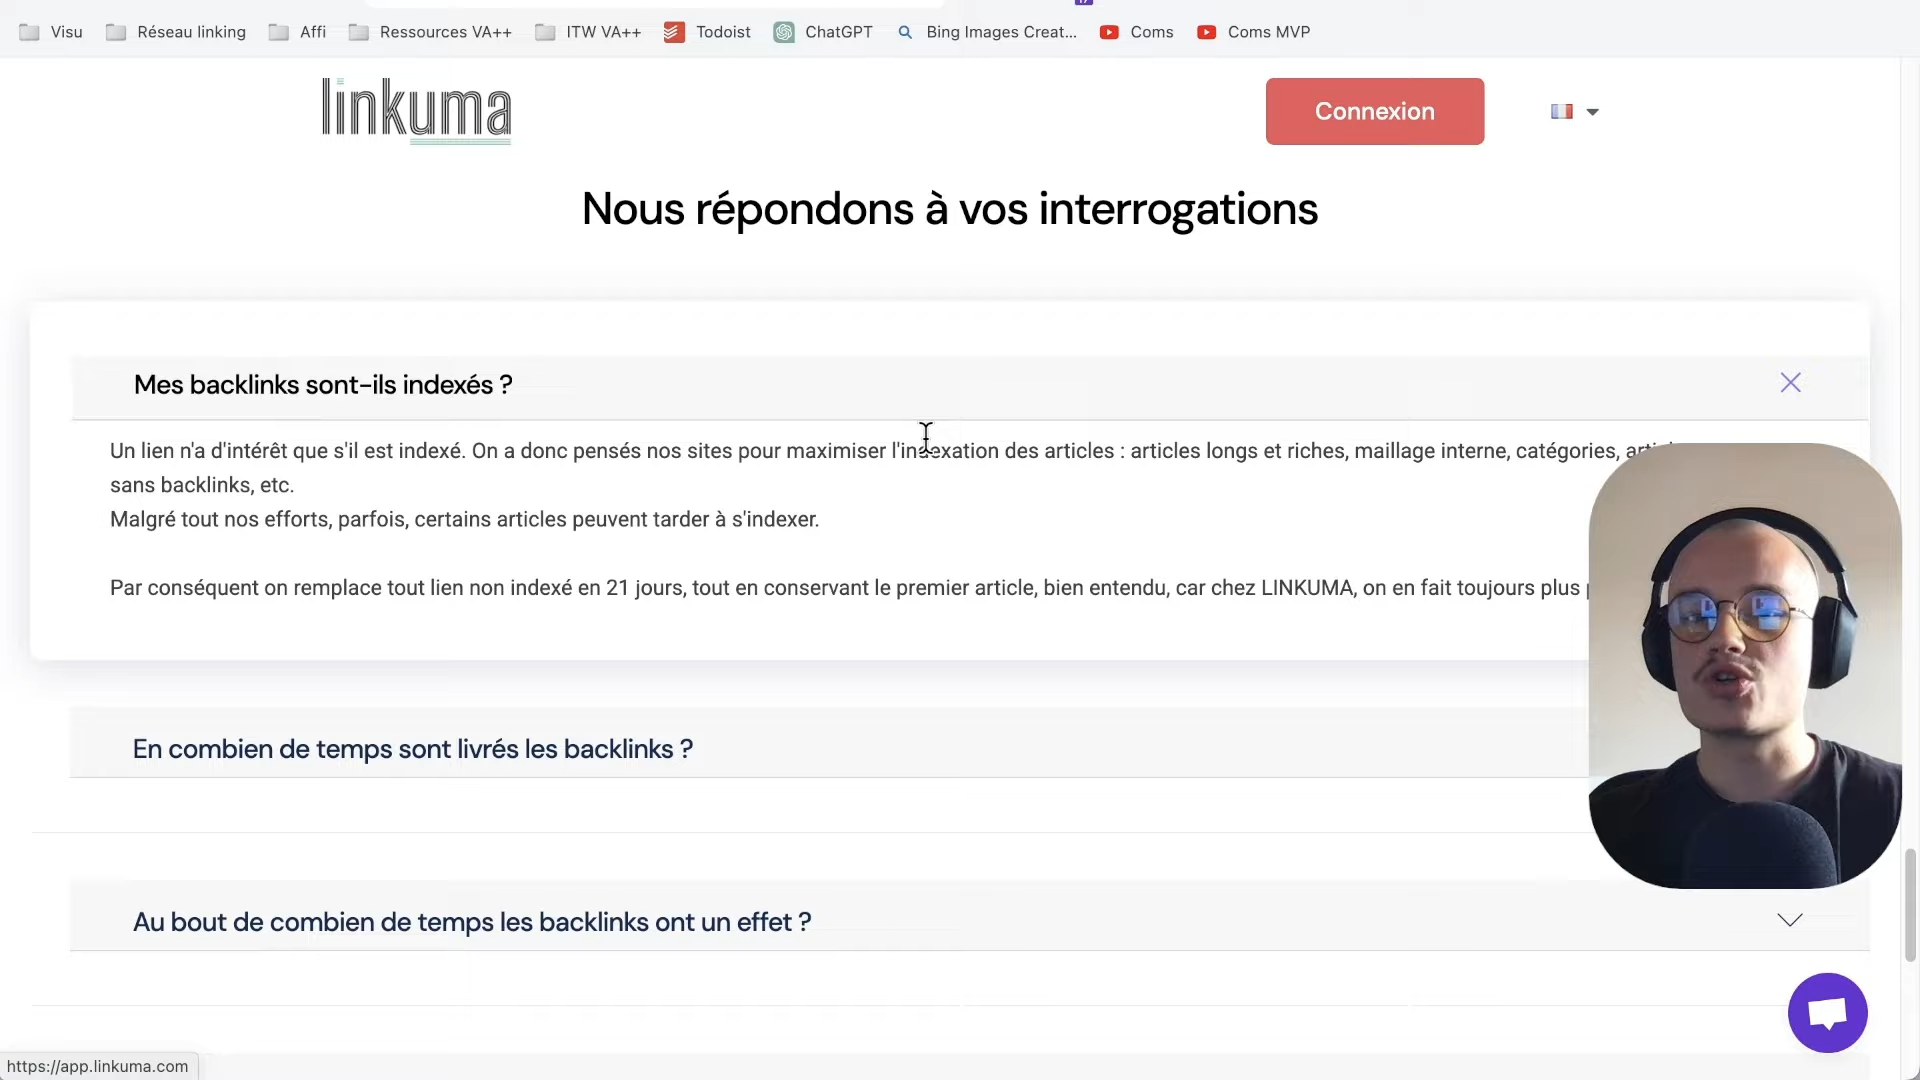 Visu Réseau linking Affi Ressources VA++ ITW VA++ Todoist ChatGPT Bing Images Creat... Coms Coms MVP
linkuma
Connexion
Nous répondons à vos interrogations
Mes backlinks sont-ils indexés ?
Un lien n'a d'intérêt que s'il est indexé. On a donc pensés nos sites pour maximiser l'indexation des articles : articles longs et riches, maillage interne, catégories,
sans backlinks, etc.
Malgré tout nos efforts, parfois, certains articles peuvent tarder à s'indexer.
Par conséquent on remplace tout lien non indexé en 21 jours, tout en conservant le premier article, bien entendu, car chez LINKUMA, on en fait toujours plus
En combien de temps sont livrés les backlinks ?
Au bout de combien de temps les backlinks ont un effet ?
https://app.linkuma.com